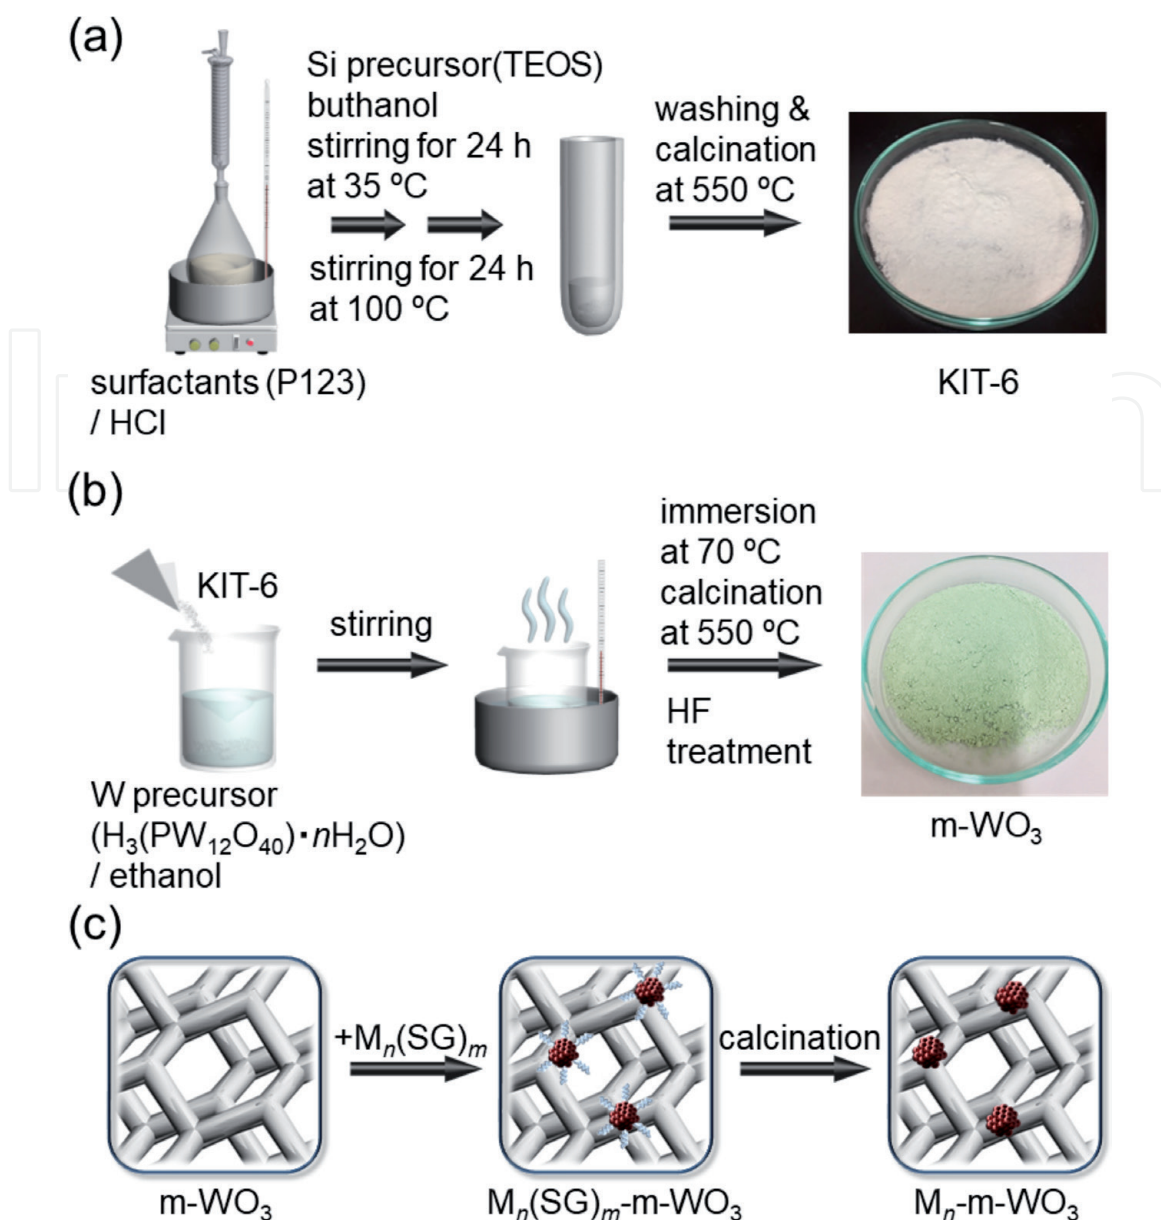 (a)
Si precursor(TEOS)
buthanol
stirring for 24 h
at 35 ºC
stirring for 24 h
at 100 ºC
washing &
calcination
at 550 ºC
surfactants (P123)
/ HCl
KIT-6
(b)
KIT-6
stirring
immersion
at 70 ºC
calcination
at 550 ºC
HF
treatment
W precursor
(H₃(PW₁₂O₄₀)·nH₂O)
/ ethanol
m-WO₃
(c)
+Mₙ(SG)ₘ
calcination
m-WO₃
Mₙ(SG)ₘ-m-WO₃
Mₙ-m-WO₃